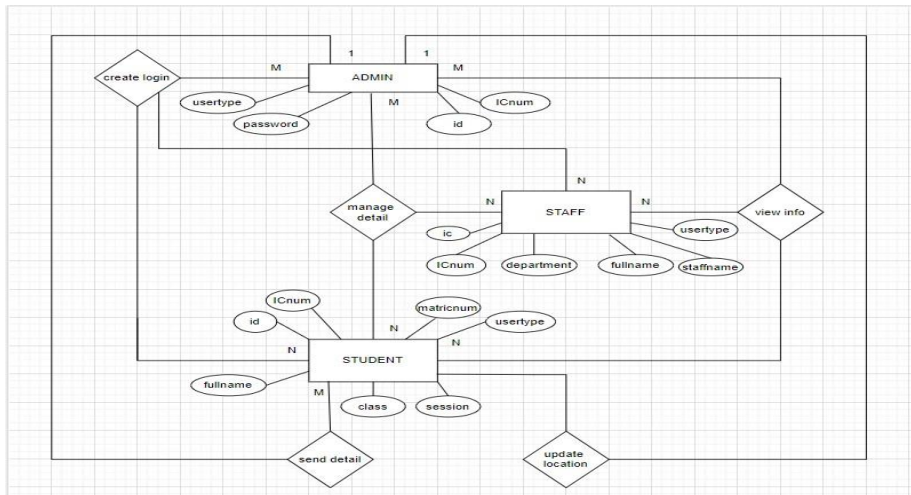 1
1
create login
M
ADMIN
M
usertype
M
ICnum
password
id
N
manage
detail
N
STAFF
N
view info
ic
usertype
ICnum
department
fullname
staffname
ICnum
matricnum
id
N
usertype
N
STUDENT
N
fullname
M
class
session
send detail
update
location